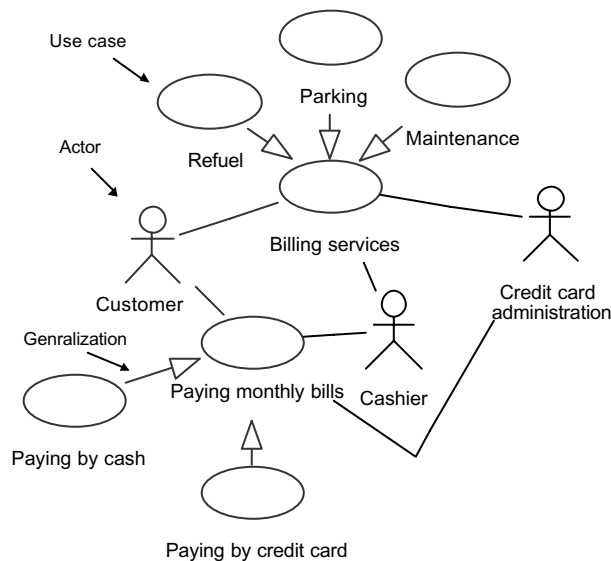 Use case
Parking
Maintenance
Actor
Refuel
Billing services
Customer
Credit card
administration
Genralization
Paying monthly bills
Cashier
Paying by cash
Paying by credit card